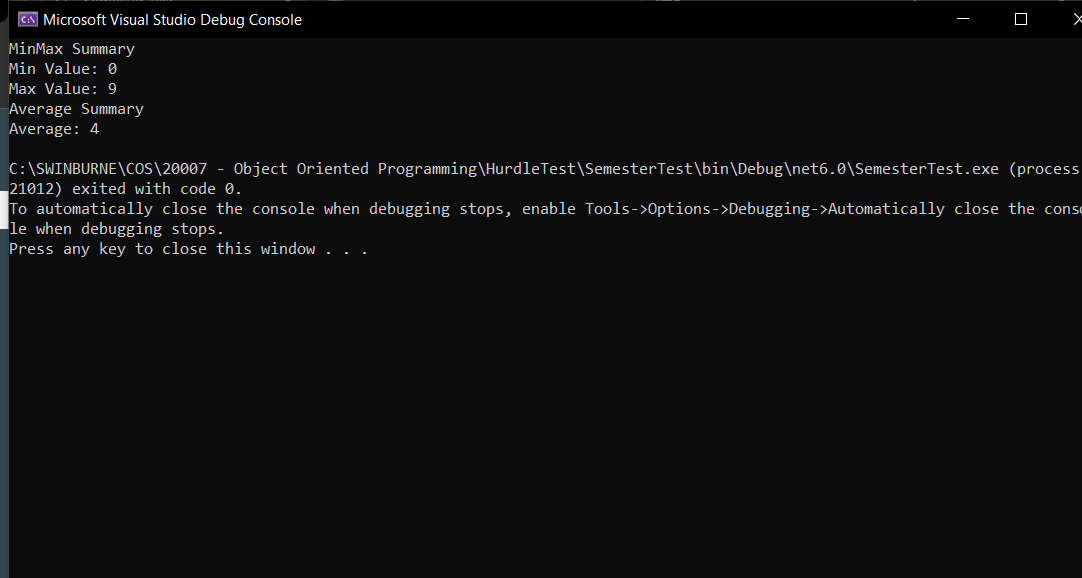 Microsoft Visual Studio Debug Console
MinMax Summary
Min Value: 0
Max Value: 9
Average Summary
Average: 4
C:\SWINBURNE\COS\20007 - Object Oriented Programming\HurdleTest\SemesterTest\bin\Debug\net6.0\SemesterTest.exe (process
21012) exited with code 0.
To automatically close the console when debugging stops, enable Tools->Options->Debugging->Automatically close the conso
le when debugging stops.
Press any key to close this window . . .